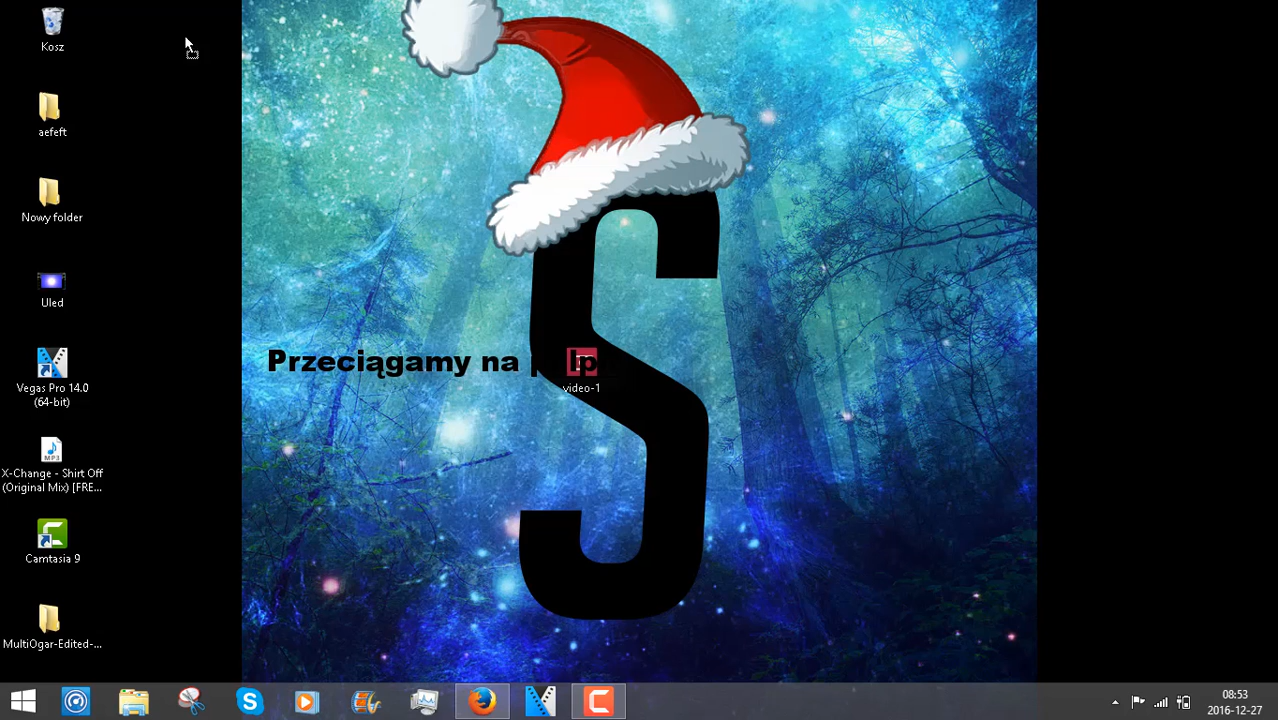 Kosz
aefeft
Nowy folder
Uled
Vegas Pro 14.0
(64-bit)
X-Change - Shirt Off
(Original Mix) [FRE...
Camtasia 9
MultiOgar-Edited-...
Przeciągamy na
video-1
S
08:53
2016-12-27